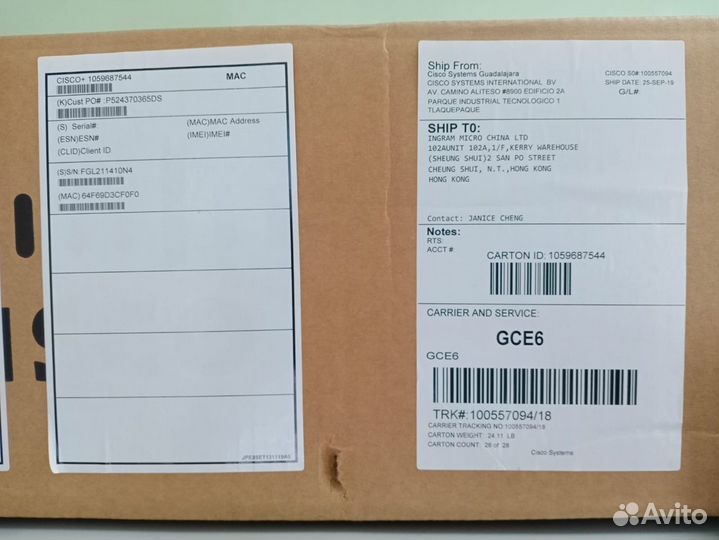 CISCO+ 1059687544
MAC
(K)Cust PO# :P524370365DS
(S) Serial#
(MAC)MAC Address
(ESN)ESN#
(IMEI)IMEI#
(CLID)Client ID
(S)S/N:FGL211410N4
(MAC) 64F69D3CF0F0
Ship From:
Cisco Systems Guadalajara
CISCO SYSTEMS INTERNATIONAL BV
AV. CAMINO ALITESO #8900 EDIFICIO 2A
PARQUE INDUSTRIAL TECNOLOGICO 1
TLAQUEPAQUE
CISCO SO#:100557094
SHIP DATE: 25-SEP-19
G/L#:
SHIP TO:
INGRAM MICRO CHINA LTD
102AUNIT 102A,1/F,KERRY WAREHOUSE
(SHEUNG SHUI)2 SAN PO STREET
CHEUNG SHUI, N.T.,HONG KONG
HONG KONG
Contact: JANICE CHENG
Notes:
RTS:
ACCT #:
CARTON ID: 1059687544
CARRIER AND SERVICE:
GCE6
GCE6
TRK#:100557094/18
CARRIER TRACKING NO:100557094/18
CARTON WEIGHT: 24.11 LB
CARTON COUNT: 28 of 28
Cisco Systems
Avito